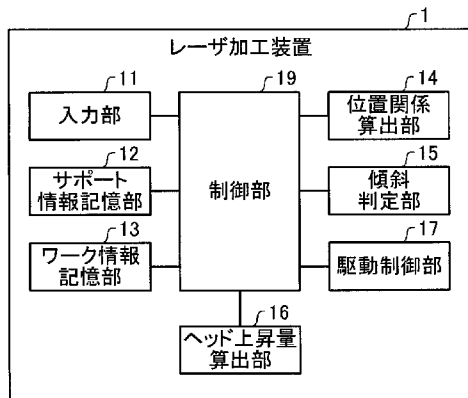 1
レーザ加工装置
11
入力部
12
サポート
情報記憶部
13
ワーク情報
記憶部
19
制御部
14
位置関係
算出部
15
傾斜
判定部
17
駆動制御部
16
ヘッド上昇量
算出部